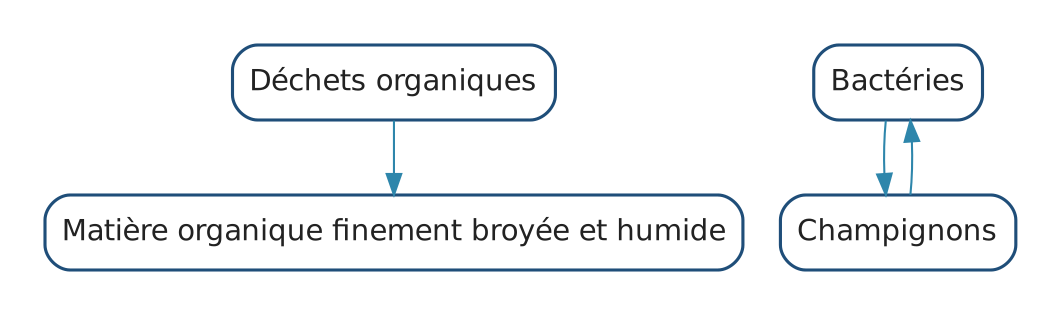 Déchets organiques
Bactéries
Matière organique finement broyée et humide
Champignons